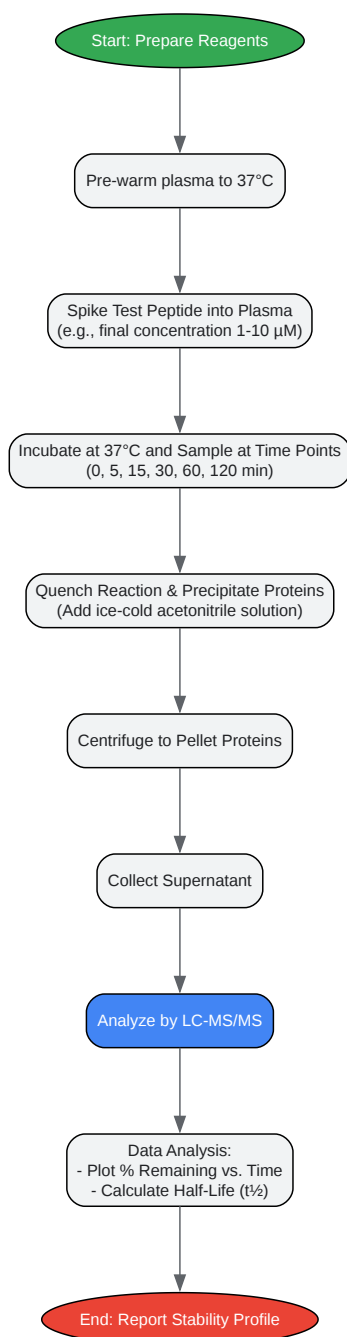 Start: Prepare Reagents
Pre-warm plasma to 37°C
Spike Test Peptide into Plasma
(e.g., final concentration 1-10 µM)
Incubate at 37°C and Sample at Time Points
(0, 5, 15, 30, 60, 120 min)
Quench Reaction & Precipitate Proteins
(Add ice-cold acetonitrile solution)
Centrifuge to Pellet Proteins
Collect Supernatant
Analyze by LC-MS/MS
Data Analysis:
- Plot % Remaining vs. Time
- Calculate Half-Life (t½)
End: Report Stability Profile